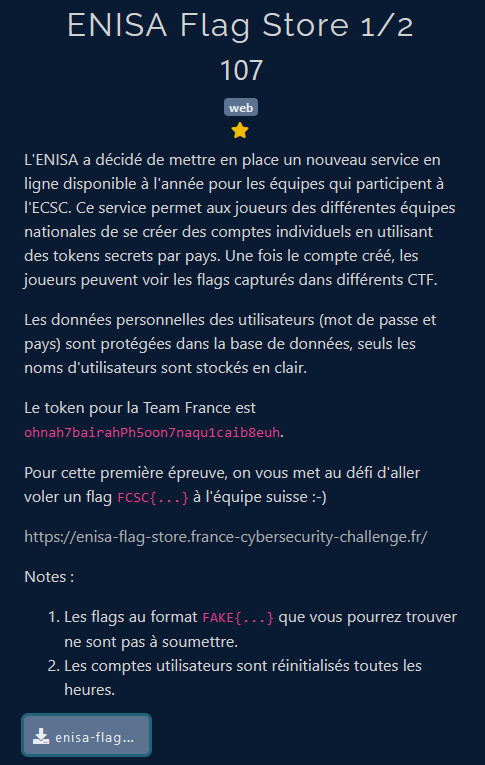 ENISA Flag Store 1/2
107
web
L'ENISA a décidé de mettre en place un nouveau service en
ligne disponible à l'année pour les équipes qui participent à
l'ECSC. Ce service permet aux joueurs des différentes équipes
nationales de se créer des comptes individuels en utilisant
des tokens secrets par pays. Une fois le compte créé, les
joueurs peuvent voir les flags capturés dans différents CTF.
Les données personnelles des utilisateurs (mot de passe et
pays) sont protégées dans la base de données, seuls les
noms d'utilisateurs sont stockés en clair.
Le token pour la Team France est
ohnah7bairahPh5oon7naqu1caib8euh.
Pour cette première épreuve, on vous met au défi d'aller
voler un flag FCSC{...} à l'équipe suisse :-)
https://enisa-flag-store.france-cybersecurity-challenge.fr/
Notes :
1. Les flags au format FAKE{...} que vous pourrez trouver
ne sont pas à soumettre.
2. Les comptes utilisateurs sont réinitialisés toutes les
heures.
enisa-flag...